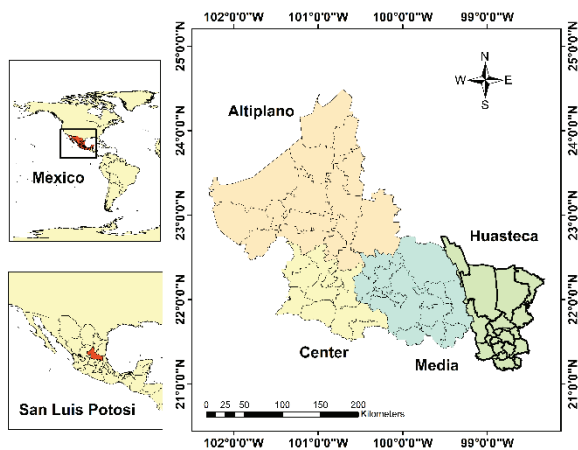 Mexico
San Luis Potosi
102°0'0"W 101°0'0"W 100°0'0"W 99°0'0"W
25°0'0"N
24°0'0"N
23°0'0"N
22°0'0"N
21°0'0"N
N
W E
S
Altiplano
Huasteca
Center
Media
0 25 50 100 150 200
Kilometers
25°0'0"N
24°0'0"N
23°0'0"N
22°0'0"N
21°0'0"N
102°0'0"W 101°0'0"W 100°0'0"W 99°0'0"W